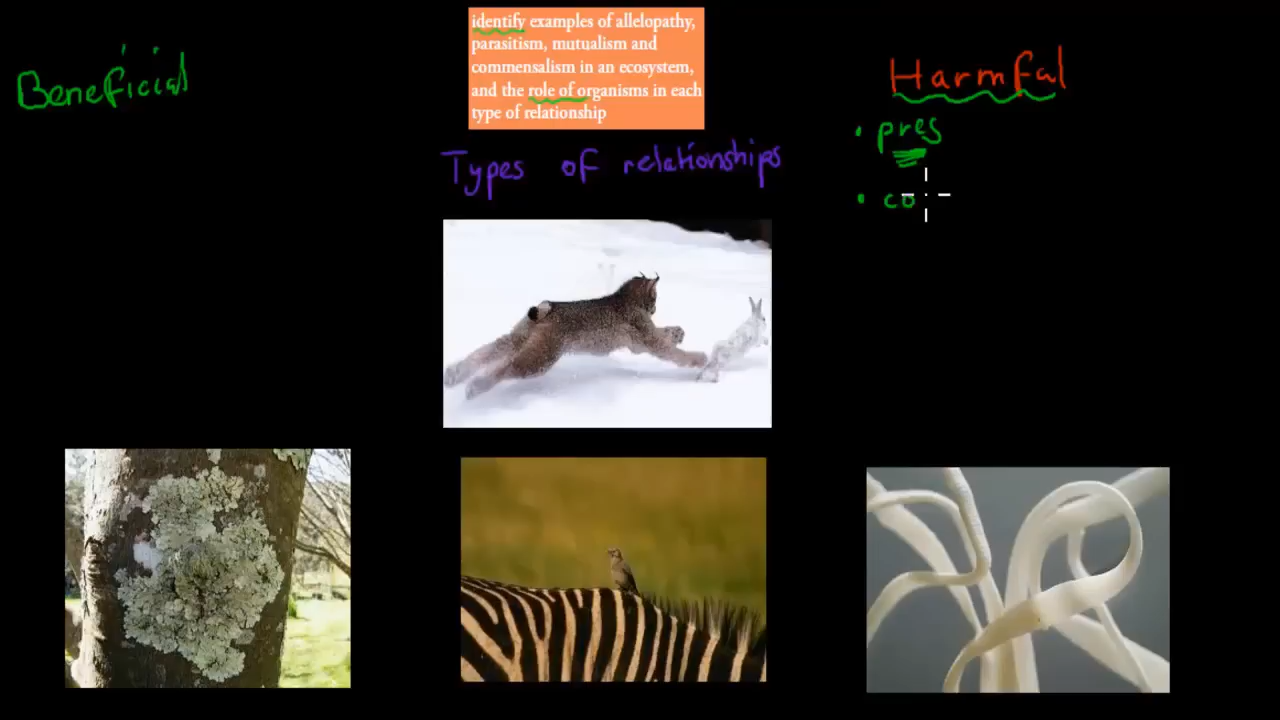 identify examples of allelopathy,
parasitism, mutualism and
commensalism in an ecosystem,
and the role of organisms in each
type of relationship
Beneficial
Harmful
Types of relationships
• pres
• co